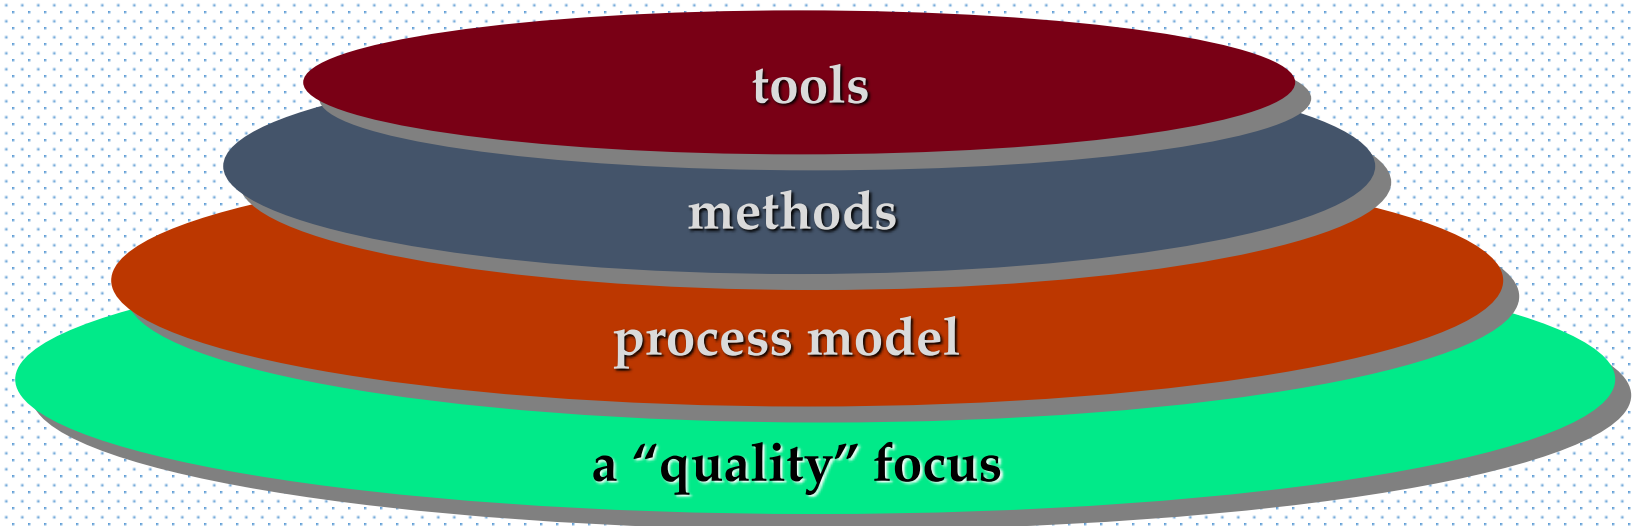 tools
methods
process model
a “quality” focus